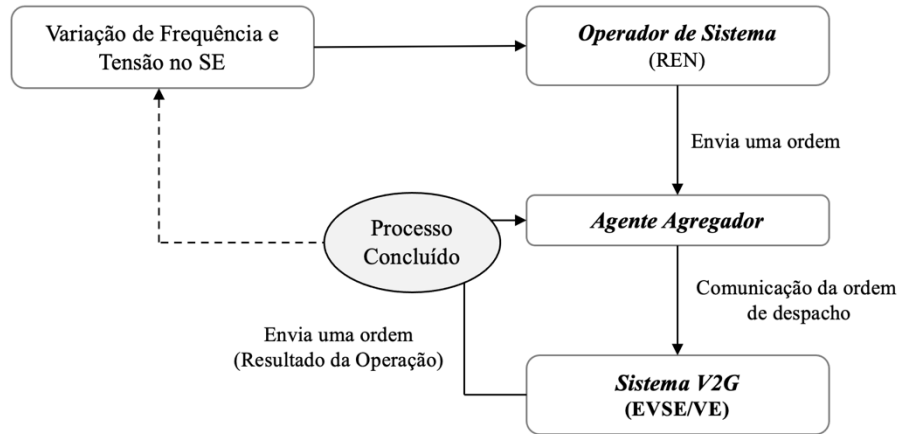 Variação de Frequência e
Tensão no SE
Operador de Sistema
(REN)
Envia uma ordem
Agente Agregador
Processo
Concluído
Comunicação da ordem
de despacho
Envia uma ordem
(Resultado da Operação)
Sistema V2G
(EVSE/VE)